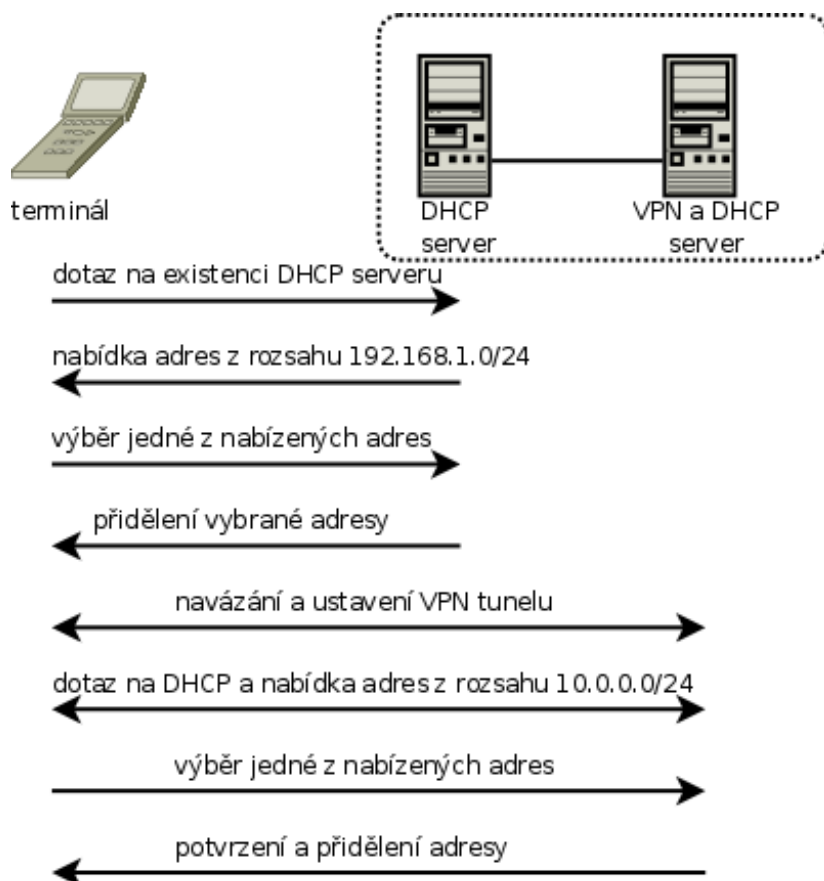 terminál
DHCP
server
VPN a DHCP
server
dotaz na existenci DHCP serveru
nabídka adres z rozsahu 192.168.1.0/24
výběr jedné z nabízených adres
přidělení vybrané adresy
navázání a ustavení VPN tunelu
dotaz na DHCP a nabídka adres z rozsahu 10.0.0.0/24
výběr jedné z nabízených adres
potvrzení a přidělení adresy